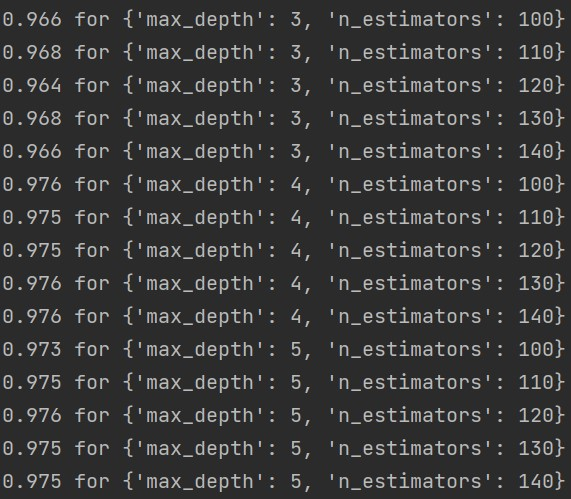 0.966 for {'max_depth': 3, 'n_estimators': 100}
0.968 for {'max_depth': 3, 'n_estimators': 110}
0.964 for {'max_depth': 3, 'n_estimators': 120}
0.968 for {'max_depth': 3, 'n_estimators': 130}
0.966 for {'max_depth': 3, 'n_estimators': 140}
0.976 for {'max_depth': 4, 'n_estimators': 100}
0.975 for {'max_depth': 4, 'n_estimators': 110}
0.975 for {'max_depth': 4, 'n_estimators': 120}
0.976 for {'max_depth': 4, 'n_estimators': 130}
0.976 for {'max_depth': 4, 'n_estimators': 140}
0.973 for {'max_depth': 5, 'n_estimators': 100}
0.975 for {'max_depth': 5, 'n_estimators': 110}
0.976 for {'max_depth': 5, 'n_estimators': 120}
0.975 for {'max_depth': 5, 'n_estimators': 130}
0.975 for {'max_depth': 5, 'n_estimators': 140}